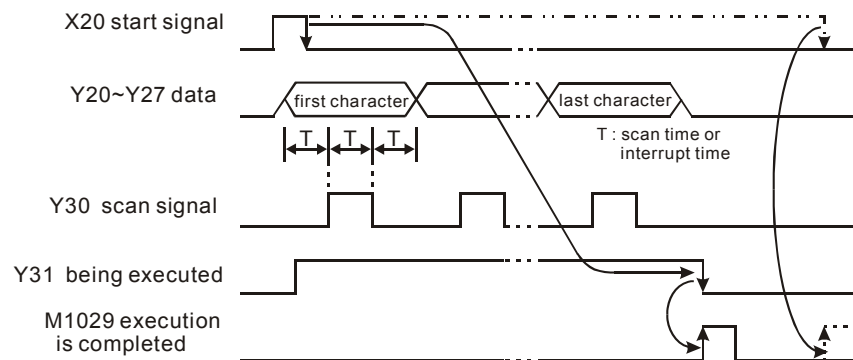 X20 start signal
Y20~Y27 data
first character
last character
T
T
T
T : scan time or
interrupt time
Y30 scan signal
Y31 being executed
M1029 execution
is completed